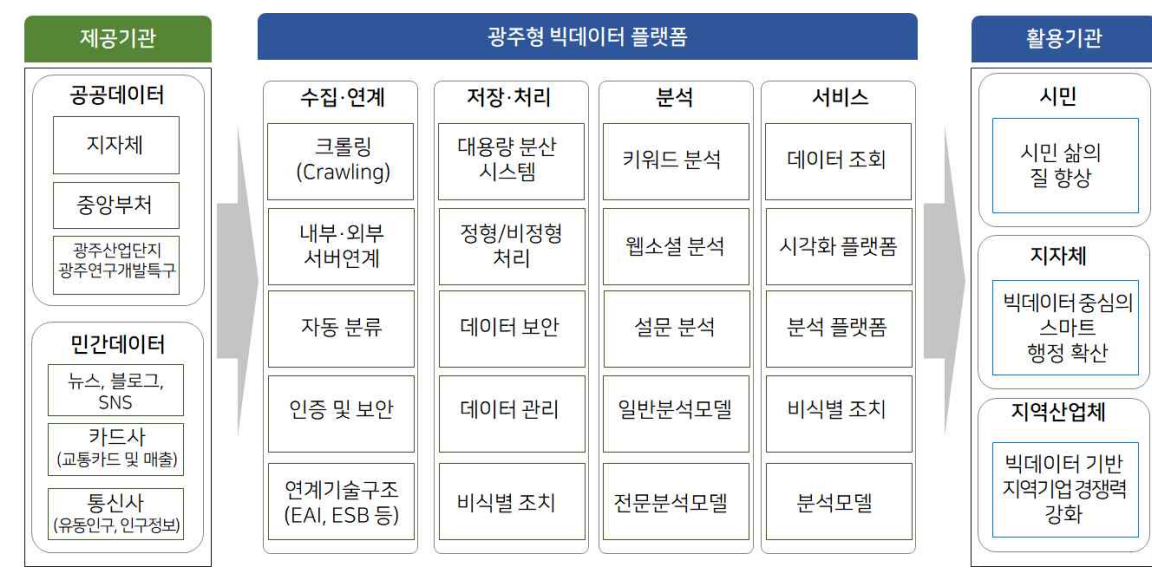 제공기관
공공데이터
지자체
중앙부처
광주산업단지
광주연구개발특구
민간데이터
뉴스, 블로그,
SNS
카드사
(교통카드 및 매출)
통신사
(유동인구, 인구정보)
광주형 빅데이터 플랫폼
수집·연계
크롤링
(Crawling)
내부·외부
서버연계
자동 분류
인증 및 보안
연계기술구조
(EAI, ESB 등)
저장·처리
대용량 분산
시스템
정형/비정형
처리
데이터 보안
데이터 관리
비식별 조치
분석
키워드 분석
웹소셜 분석
설문 분석
일반분석모델
전문분석모델
서비스
데이터 조회
시각화 플랫폼
분석 플랫폼
비식별 조치
분석모델
활용기관
시민
시민 삶의
질 향상
지자체
빅데이터 중심의
스마트
행정 확산
지역산업체
빅데이터 기반
지역기업 경쟁력
강화